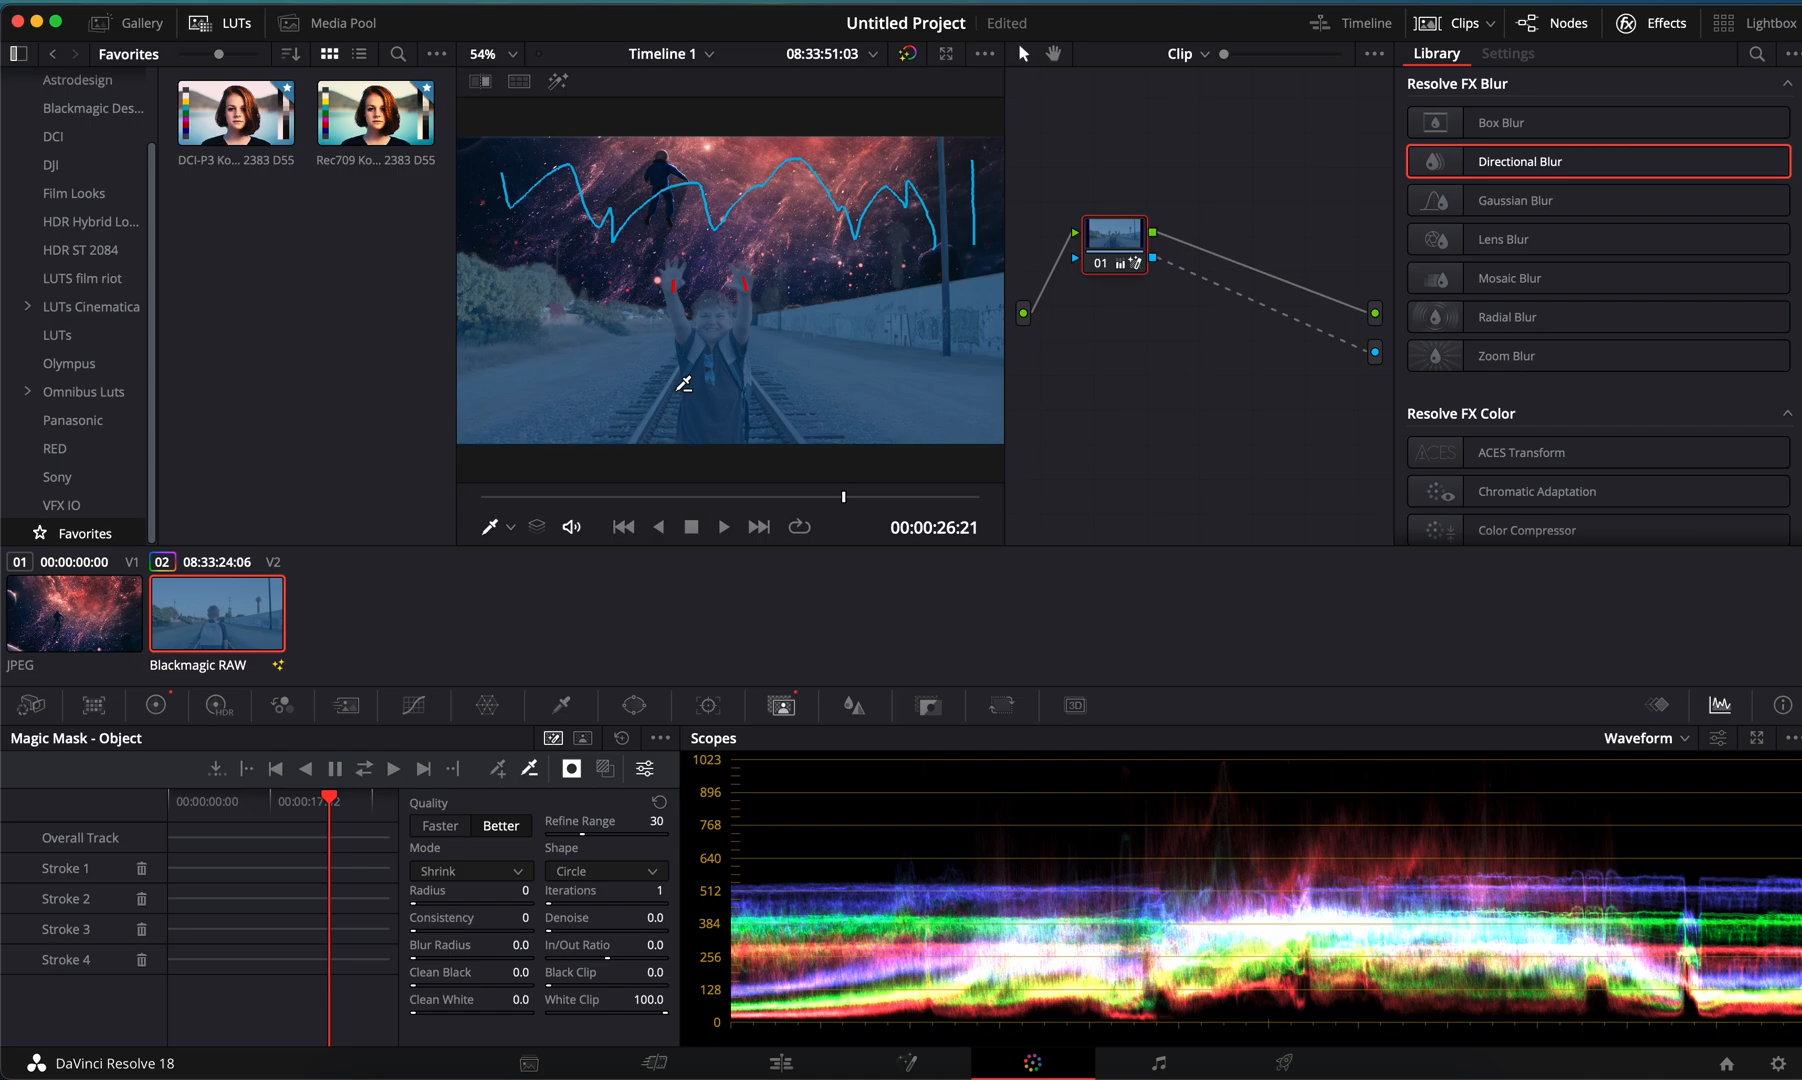 Gallery LUTs Media Pool Untitled Project Edited Timeline Clips Nodes Effects Lightbox
Favorites 54% Timeline 1 08:33:51:03 Clip Library Settings
Astrodesign
Blackmagic Des...
DCI
DJI
Film Looks
HDR Hybrid Lo...
HDR ST 2084
LUTS film riot
LUTs Cinematica
LUTs
Olympus
Omnibus Luts
Panasonic
RED
Sony
VFX IO
Favorites
DCI-P3 Ko... 2383 D55 Rec709 Ko... 2383 D55
00:00:26:21
01
Resolve FX Blur
Box Blur
Directional Blur
Gaussian Blur
Lens Blur
Mosaic Blur
Radial Blur
Zoom Blur
Resolve FX Color
ACES ACES Transform
Chromatic Adaptation
Color Compressor
01 00:00:00:00 V1 02 08:33:24:06 V2
JPEG Blackmagic RAW
HDR 3D
Magic Mask - Object
00:00:00:00 00:00:17
Overall Track
Stroke 1
Stroke 2
Stroke 3
Stroke 4
Quality
Faster Better Refine Range 30
Mode Shape
Shrink Circle
Radius 0 Iterations 1
Consistency 0 Denoise 0.0
Blur Radius 0.0 In/Out Ratio 0.0
Clean Black 0.0 Black Clip 0.0
Clean White 0.0 White Clip 100.0
Scopes Waveform
1023
896
768
640
512
384
256
128
0
DaVinci Resolve 18